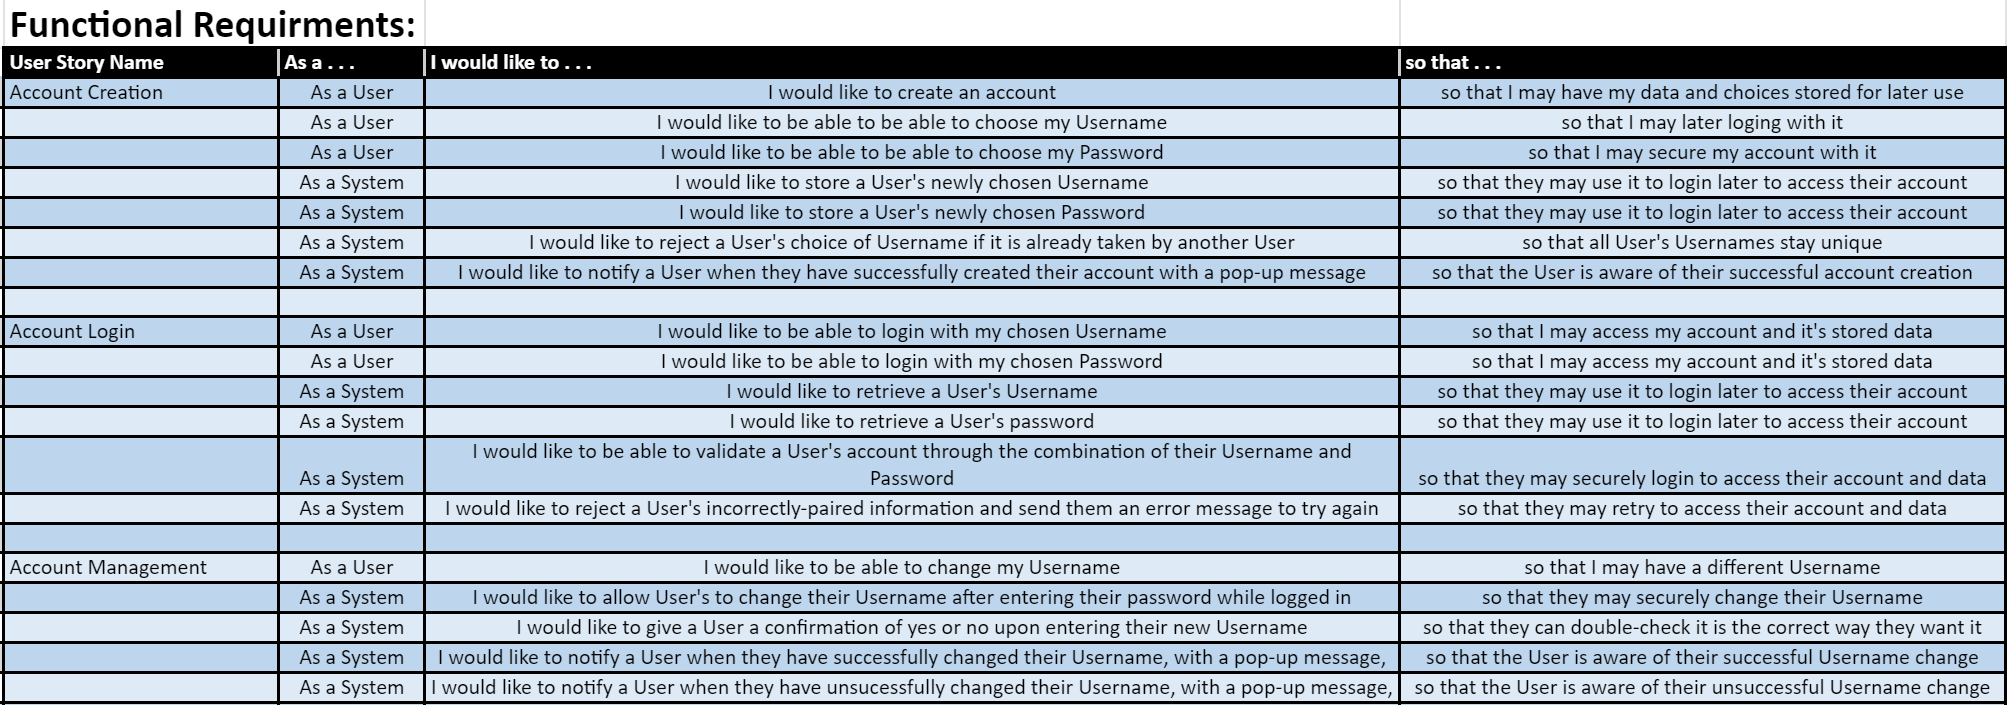 Functional Requirments:
User Story Name As a . . . I would like to . . . so that . . .
Account Creation As a User I would like to create an account so that I may have my data and choices stored for later use
As a User I would like to be able to be able to choose my Username so that I may later loging with it
As a User I would like to be able to be able to choose my Password so that I may secure my account with it
As a System I would like to store a User's newly chosen Username so that they may use it to login later to access their account
As a System I would like to store a User's newly chosen Password so that they may use it to login later to access their account
As a System I would like to reject a User's choice of Username if it is already taken by another User so that all User's Usernames stay unique
As a System I would like to notify a User when they have successfully created their account with a pop-up message so that the User is aware of their successful account creation
Account Login As a User I would like to be able to login with my chosen Username so that I may access my account and it's stored data
As a User I would like to be able to login with my chosen Password so that I may access my account and it's stored data
As a System I would like to retrieve a User's Username so that they may use it to login later to access their account
As a System I would like to retrieve a User's password so that they may use it to login later to access their account
I would like to be able to validate a User's account through the combination of their Username and
As a System Password so that they may securely login to access their account and data
As a System I would like to reject a User's incorrectly-paired information and send them an error message to try again so that they may retry to access their account and data
Account Management As a User I would like to be able to change my Username so that I may have a different Username
As a System I would like to allow User's to change their Username after entering their password while logged in so that they may securely change their Username
As a System I would like to give a User a confirmation of yes or no upon entering their new Username so that they can double-check it is the correct way they want it
As a System I would like to notify a User when they have successfully changed their Username, with a pop-up message, so that the User is aware of their successful Username change
As a System I would like to notify a User when they have unsucessfully changed their Username, with a pop-up message, so that the User is aware of their unsuccessful Username change